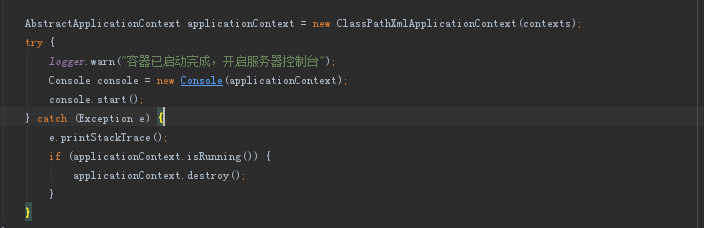 AbstractApplicationContext applicationContext = new ClassPathXmlApplicationContext(contexts);
try {
    logger.warn("容器已启动完成，开启服务器控制台");
    Console console = new Console(applicationContext);
    console.start();
} catch (Exception e) {
    e.printStackTrace();
    if (applicationContext.isRunning()) {
        applicationContext.destroy();
    }
}